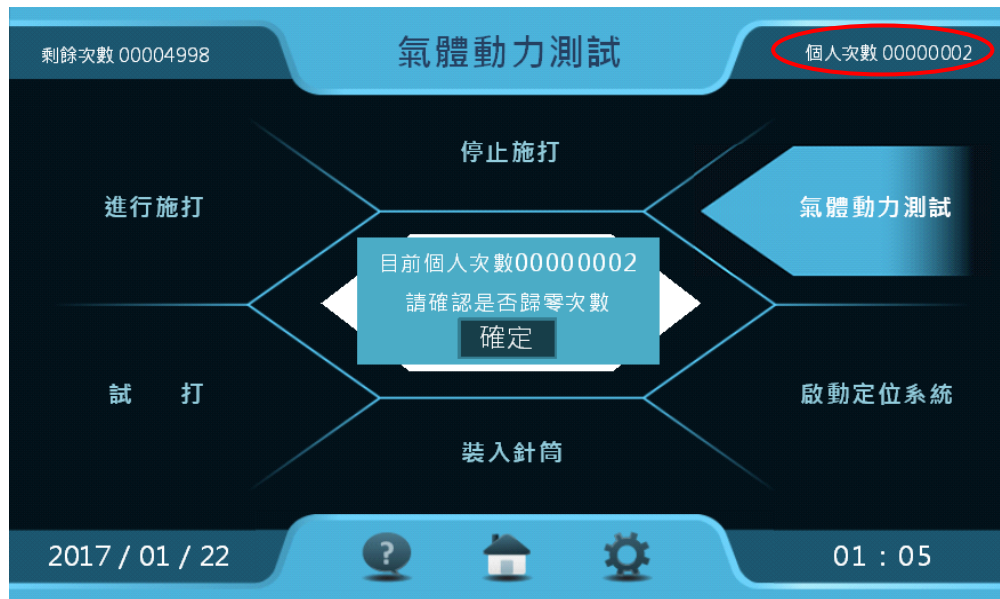 剩餘次數 00004998
氣體動力測試
個人次數 00000002
停止施打
進行施打
氣體動力測試
目前個人次數00000002
請確認是否歸零次數
確定
試 打
啟動定位系統
裝入針筒
2017 / 01 / 22
?
01 : 05